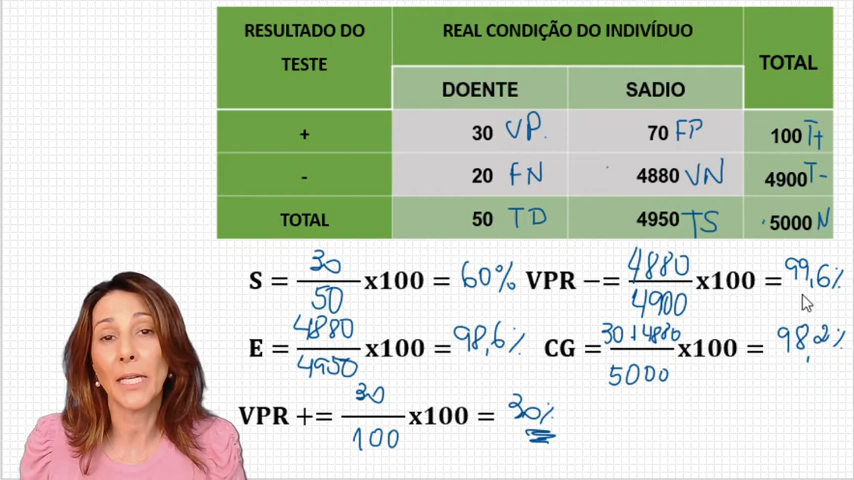 RESULTADO DO TESTE
REAL CONDIÇÃO DO INDIVÍDUO
TOTAL
DOENTE
SADIO
+ 30 VP 70 FP 100 T+
- 20 FN 4880 VN 4900 T-
TOTAL 50 TD 4950 TS 5000 N
S = 30/50 x100 = 60% VPR −= 4880/4900 x100 = 99,6%
E = 4880/4950 x100 = 98,6% CG = 30+4880/5000 x100 = 98,2%
VPR += 30/100 x100 = 30%